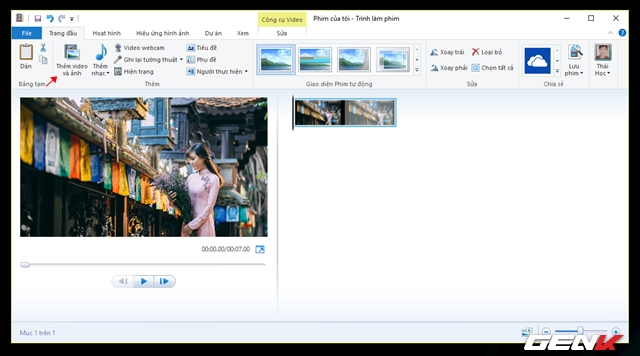 Công cụ Video
Phim của tôi - Trình làm phim
File
Trang đầu
Hoạt hình
Hiệu ứng hình ảnh
Dự án
Xem
Sửa
Dán
Thêm video
và ảnh
Thêm
nhạc
Video webcam
Ghi lại tường thuật
Hiện trạng
Tiêu đề
Phụ đề
Người thực hiện
Xoay trái
Xoay phải
Loại bỏ
Chọn tất cả
Lưu
phim
Thái
Học
Bảng tạm
Thêm
Giao diện Phim tự động
Sửa
Chia sẻ
00:00.00/00:07.00
Mục 1 trên 1
GENK